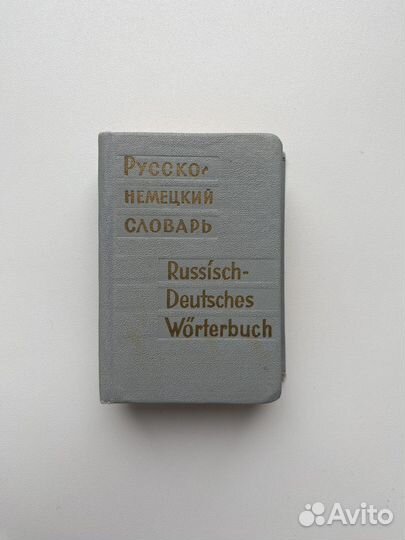 Русско-
немецкий
словарь
Russisch-
Deutsches
Wörterbuch
Avito